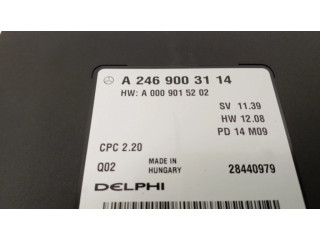 A 246 900 31 14
HW: A 000 901 52 02
SV 11.39
HW 12.08
PD 14 M09
CPC 2.20
Q02 MADE IN HUNGARY 28440979
DELPHI